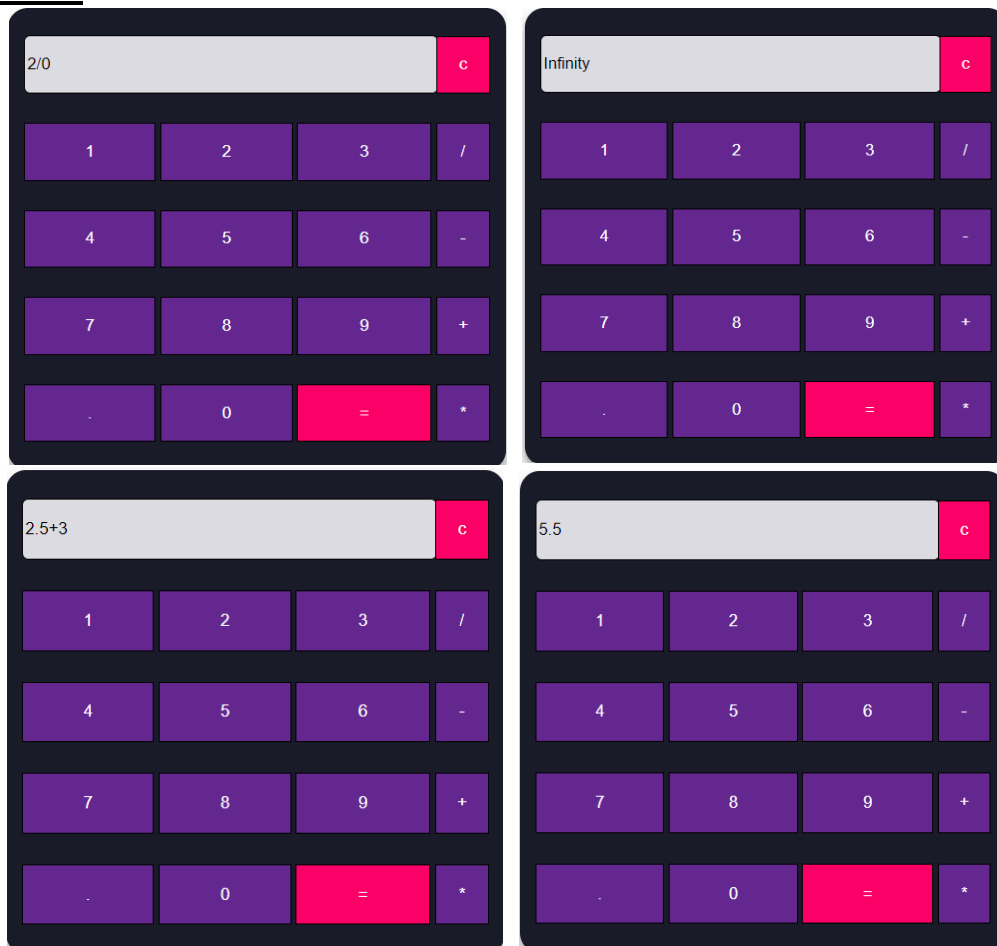 2/0 c
1 2 3 /
4 5 6 -
7 8 9 +
. 0 = *
Infinity c
1 2 3 /
4 5 6 -
7 8 9 +
. 0 = *
2.5+3 c
1 2 3 /
4 5 6 -
7 8 9 +
. 0 = *
5.5 c
1 2 3 /
4 5 6 -
7 8 9 +
. 0 = *